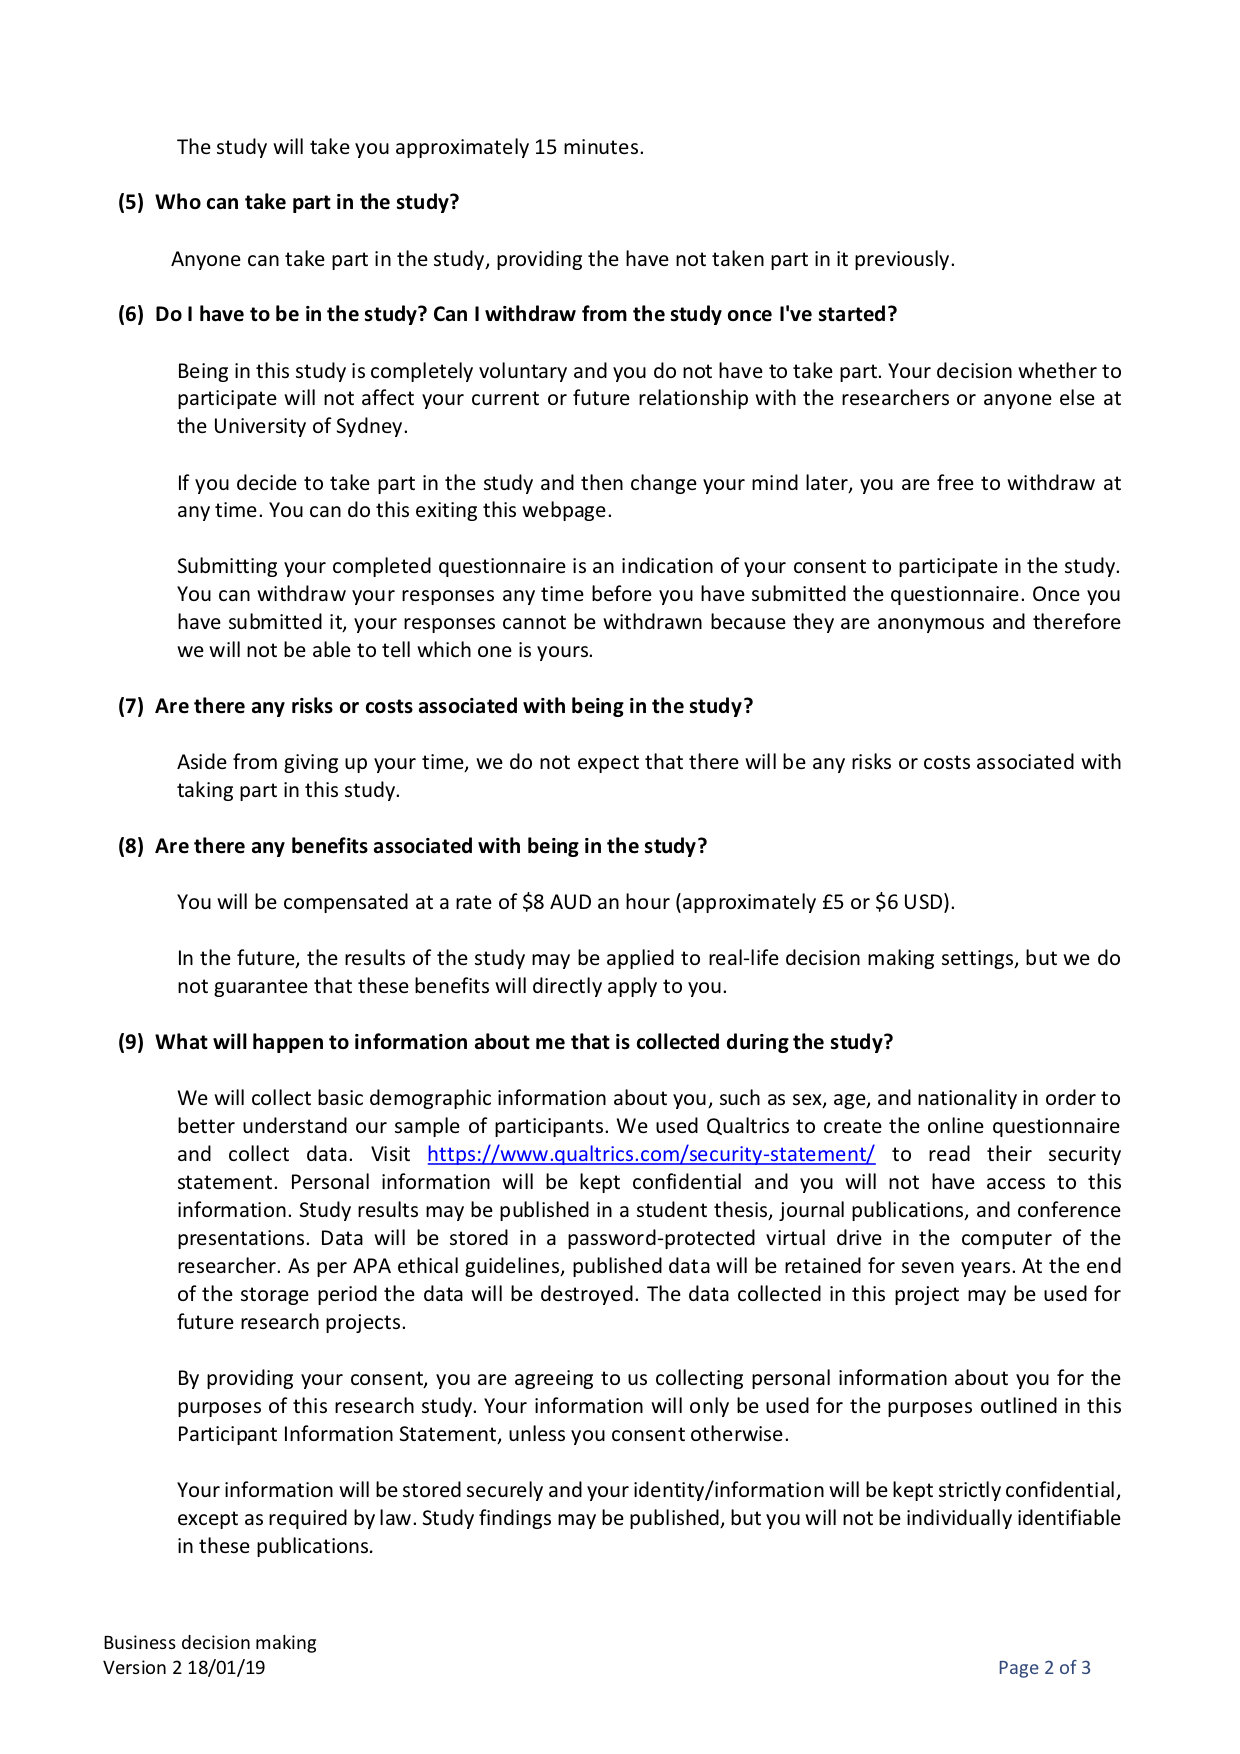 The study will take you approximately 15 minutes.
(5) Who can take part in the study?
Anyone can take part in the study, providing the have not taken part in it previously.
(6) Do I have to be in the study? Can I withdraw from the study once I've started?
Being in this study is completely voluntary and you do not have to take part. Your decision whether to
participate will not affect your current or future relationship with the researchers or anyone else at
the University of Sydney.
If you decide to take part in the study and then change your mind later, you are free to withdraw at
any time. You can do this exiting this webpage.
Submitting your completed questionnaire is an indication of your consent to participate in the study.
You can withdraw your responses any time before you have submitted the questionnaire. Once you
have submitted it, your responses cannot be withdrawn because they are anonymous and therefore
we will not be able to tell which one is yours.
(7) Are there any risks or costs associated with being in the study?
Aside from giving up your time, we do not expect that there will be any risks or costs associated with
taking part in this study.
(8) Are there any benefits associated with being in the study?
You will be compensated at a rate of $8 AUD an hour (approximately £5 or $6 USD).
In the future, the results of the study may be applied to real-life decision making settings, but we do
not guarantee that these benefits will directly apply to you.
(9) What will happen to information about me that is collected during the study?
We will collect basic demographic information about you, such as sex, age, and nationality in order to
better understand our sample of participants. We used Qualtrics to create the online questionnaire
and collect data. Visit https://www.qualtrics.com/security-statement/ to read their security
statement. Personal information will be kept confidential and you will not have access to this
information. Study results may be published in a student thesis, journal publications, and conference
presentations. Data will be stored in a password-protected virtual drive in the computer of the
researcher. As per APA ethical guidelines, published data will be retained for seven years. At the end
of the storage period the data will be destroyed. The data collected in this project may be used for
future research projects.
By providing your consent, you are agreeing to us collecting personal information about you for the
purposes of this research study. Your information will only be used for the purposes outlined in this
Participant Information Statement, unless you consent otherwise.
Your information will be stored securely and your identity/information will be kept strictly confidential,
except as required by law. Study findings may be published, but you will not be individually identifiable
in these publications.
Business decision making
Version 2 18/01/19
Page 2 of 3